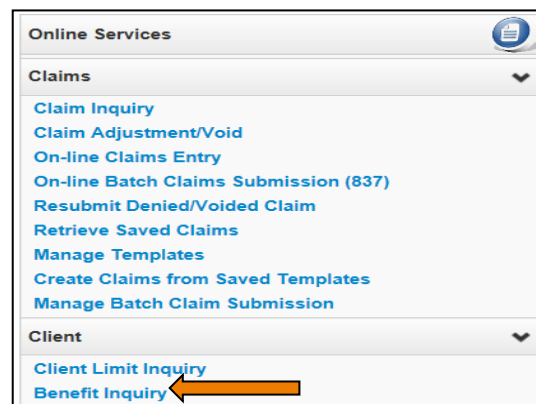 Online Services
Claims
Claim Inquiry
Claim Adjustment/Void
On-line Claims Entry
On-line Batch Claims Submission (837)
Resubmit Denied/Voided Claim
Retrieve Saved Claims
Manage Templates
Create Claims from Saved Templates
Manage Batch Claim Submission
Client
Client Limit Inquiry
Benefit Inquiry